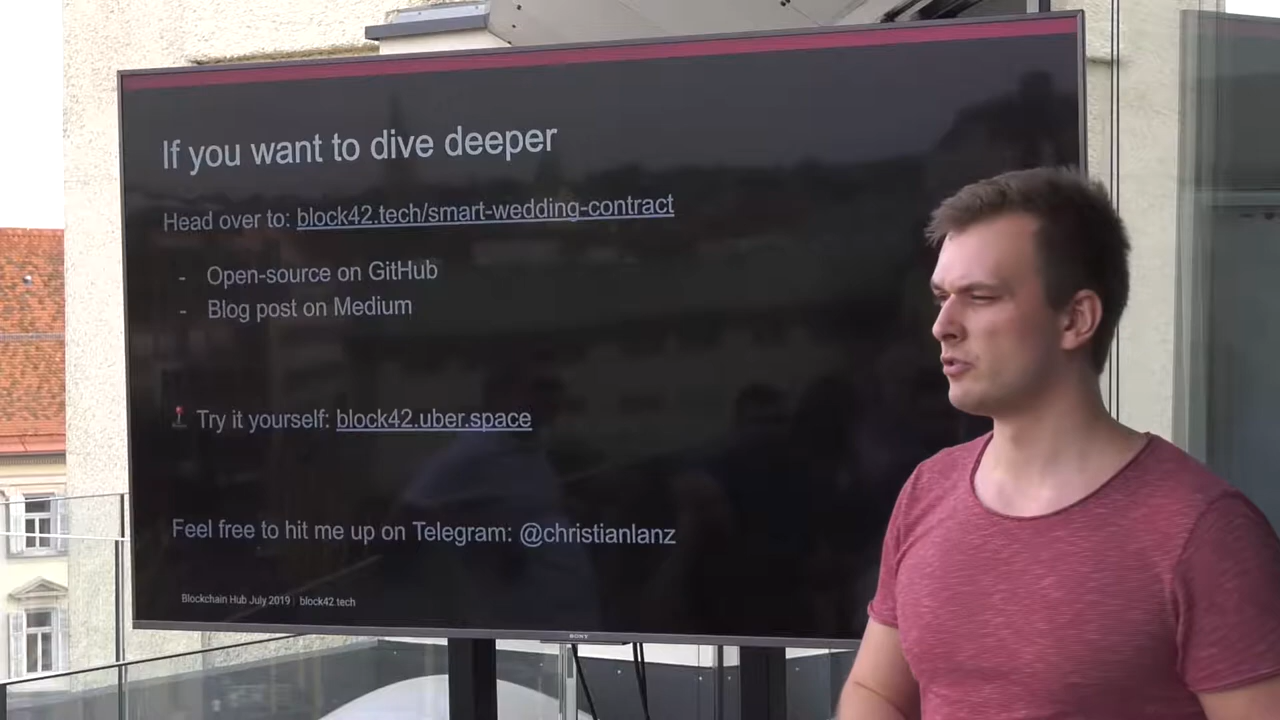 If you want to dive deeper
Head over to: block42.tech/smart-wedding-contract
- Open-source on GitHub
- Blog post on Medium
Try it yourself: block42.uber.space
Feel free to hit me up on Telegram: @christianlanz
Blockchain Hub July 2019 | block42.tech
SONY